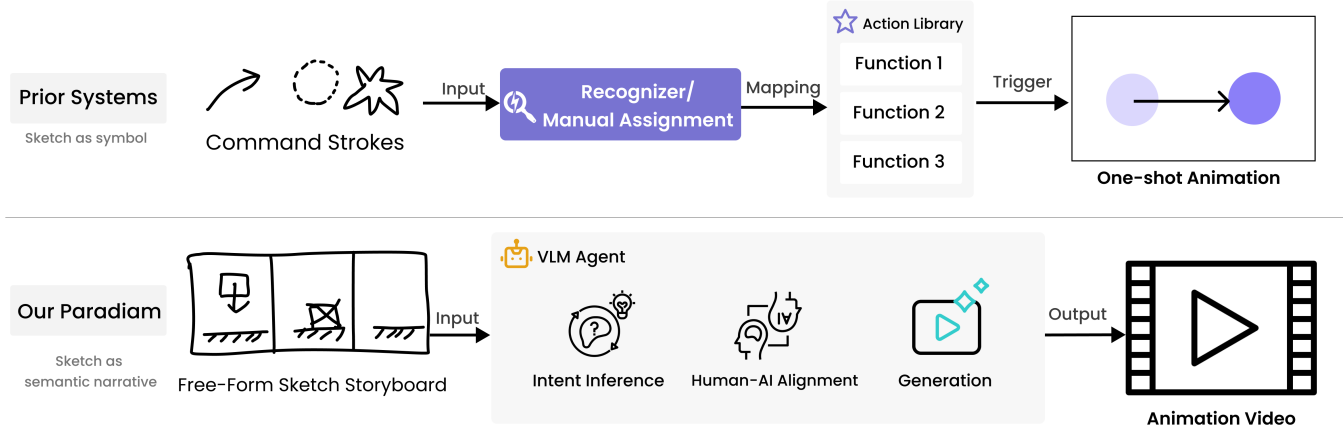 Prior Systems
Sketch as symbol
Command Strokes
Input
Recognizer/
Manual Assignment
Mapping
Action Library
Function 1
Function 2
Function 3
Trigger
One-shot Animation
Our Paradiam
Sketch as
semantic narrative
Free-Form Sketch Storyboard
Input
VLM Agent
?
AI
Intent Inference
Human-AI Alignment
Generation
Output
Animation Video